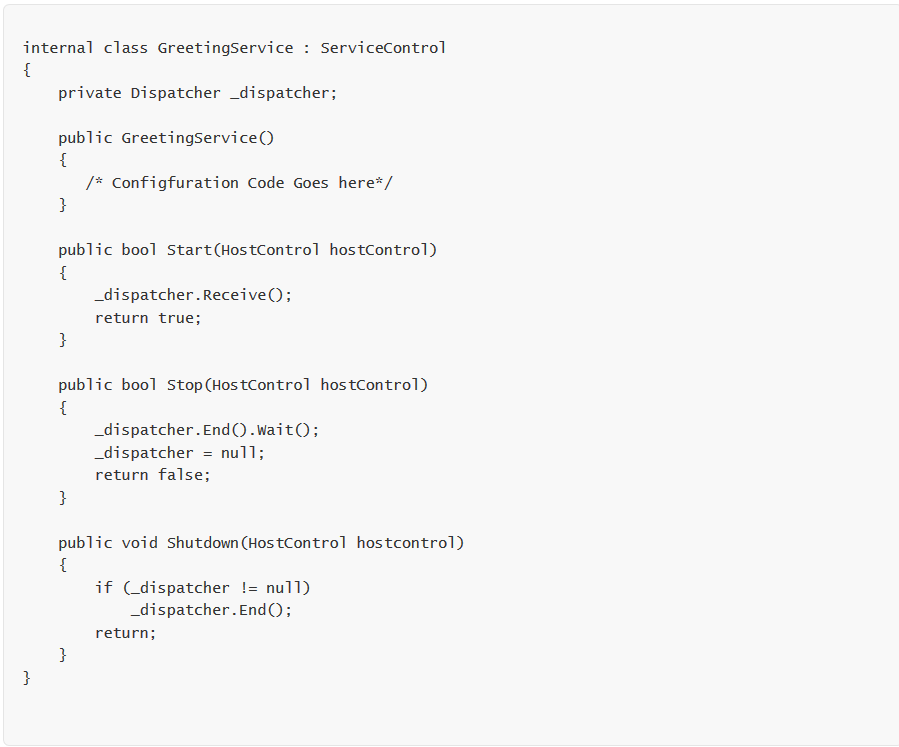 internal class GreetingService : ServiceControl
{
    private Dispatcher _dispatcher;

    public GreetingService()
    {
       /* Configfuration Code Goes here*/
    }

    public bool Start(HostControl hostControl)
    {
        _dispatcher.Receive();
        return true;
    }

    public bool Stop(HostControl hostControl)
    {
        _dispatcher.End().Wait();
        _dispatcher = null;
        return false;
    }

    public void Shutdown(HostControl hostcontrol)
    {
        if (_dispatcher != null)
            _dispatcher.End();
        return;
    }
}